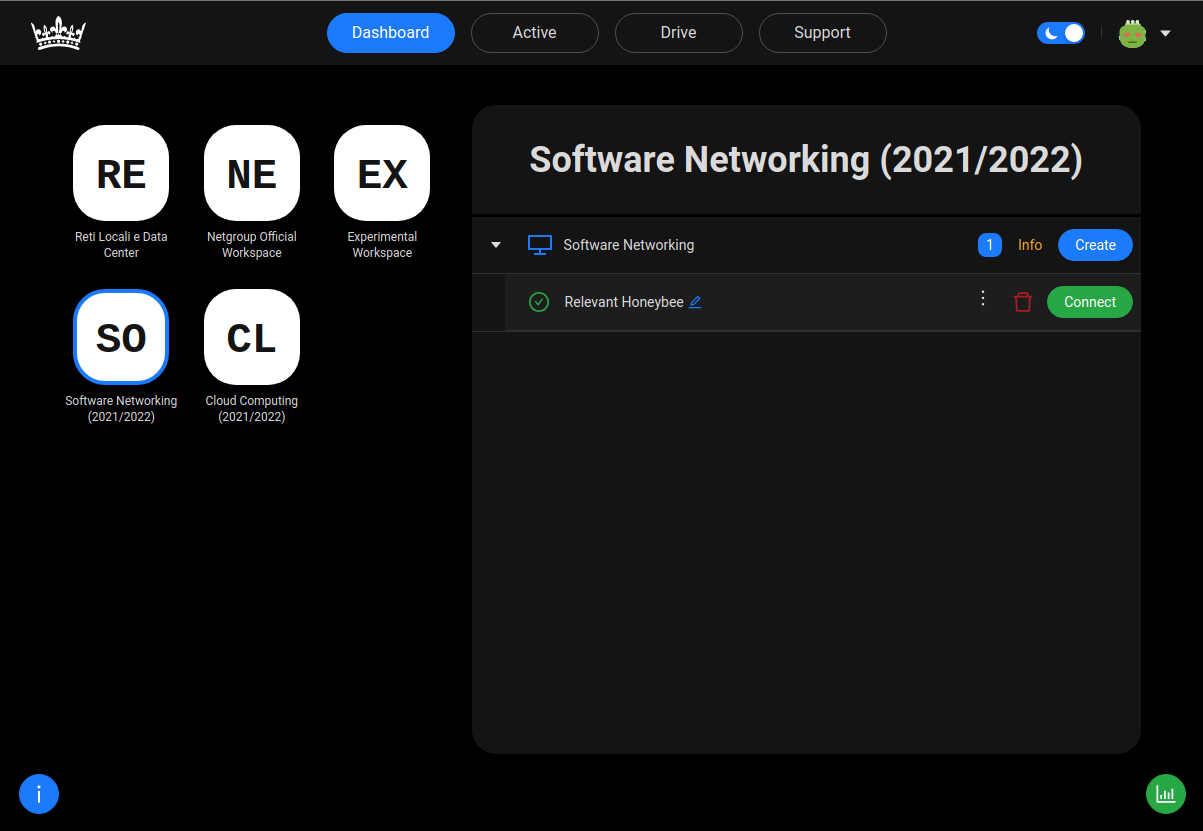 Dashboard
Active
Drive
Support
RE
NE
EX
Reti Locali e Data
Center
Netgroup Official
Workspace
Experimental
Workspace
SO
CL
Software Networking
(2021/2022)
Cloud Computing
(2021/2022)
Software Networking (2021/2022)
Software Networking
1
Info
Create
Relevant Honeybee
Connect